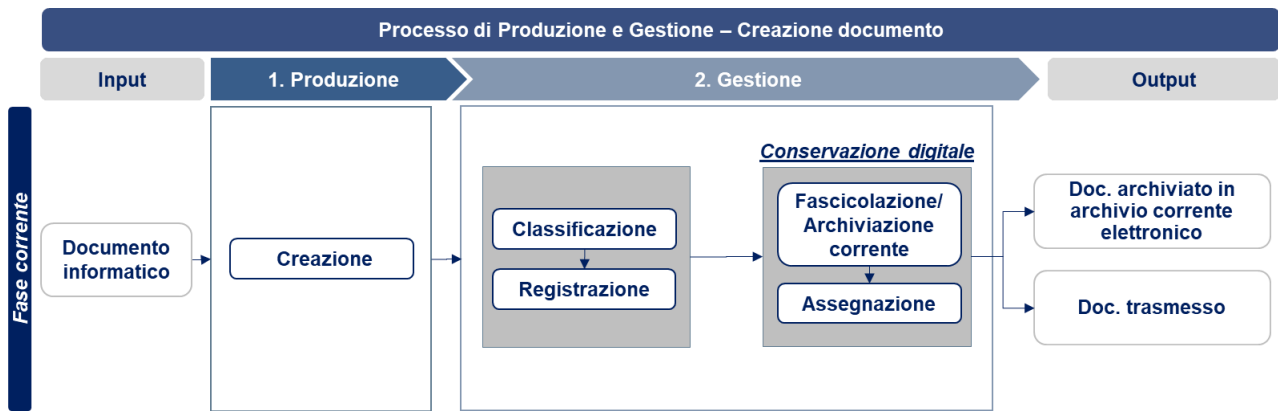 Processo di Produzione e Gestione – Creazione documento
Input
1. Produzione
2. Gestione
Output
Fase corrente
Documento
informatico
Creazione
Classificazione
Registrazione
Conservazione digitale
Fascicolazione/
Archiviazione
corrente
Assegnazione
Doc. archiviato in
archivio corrente
elettronico
Doc. trasmesso